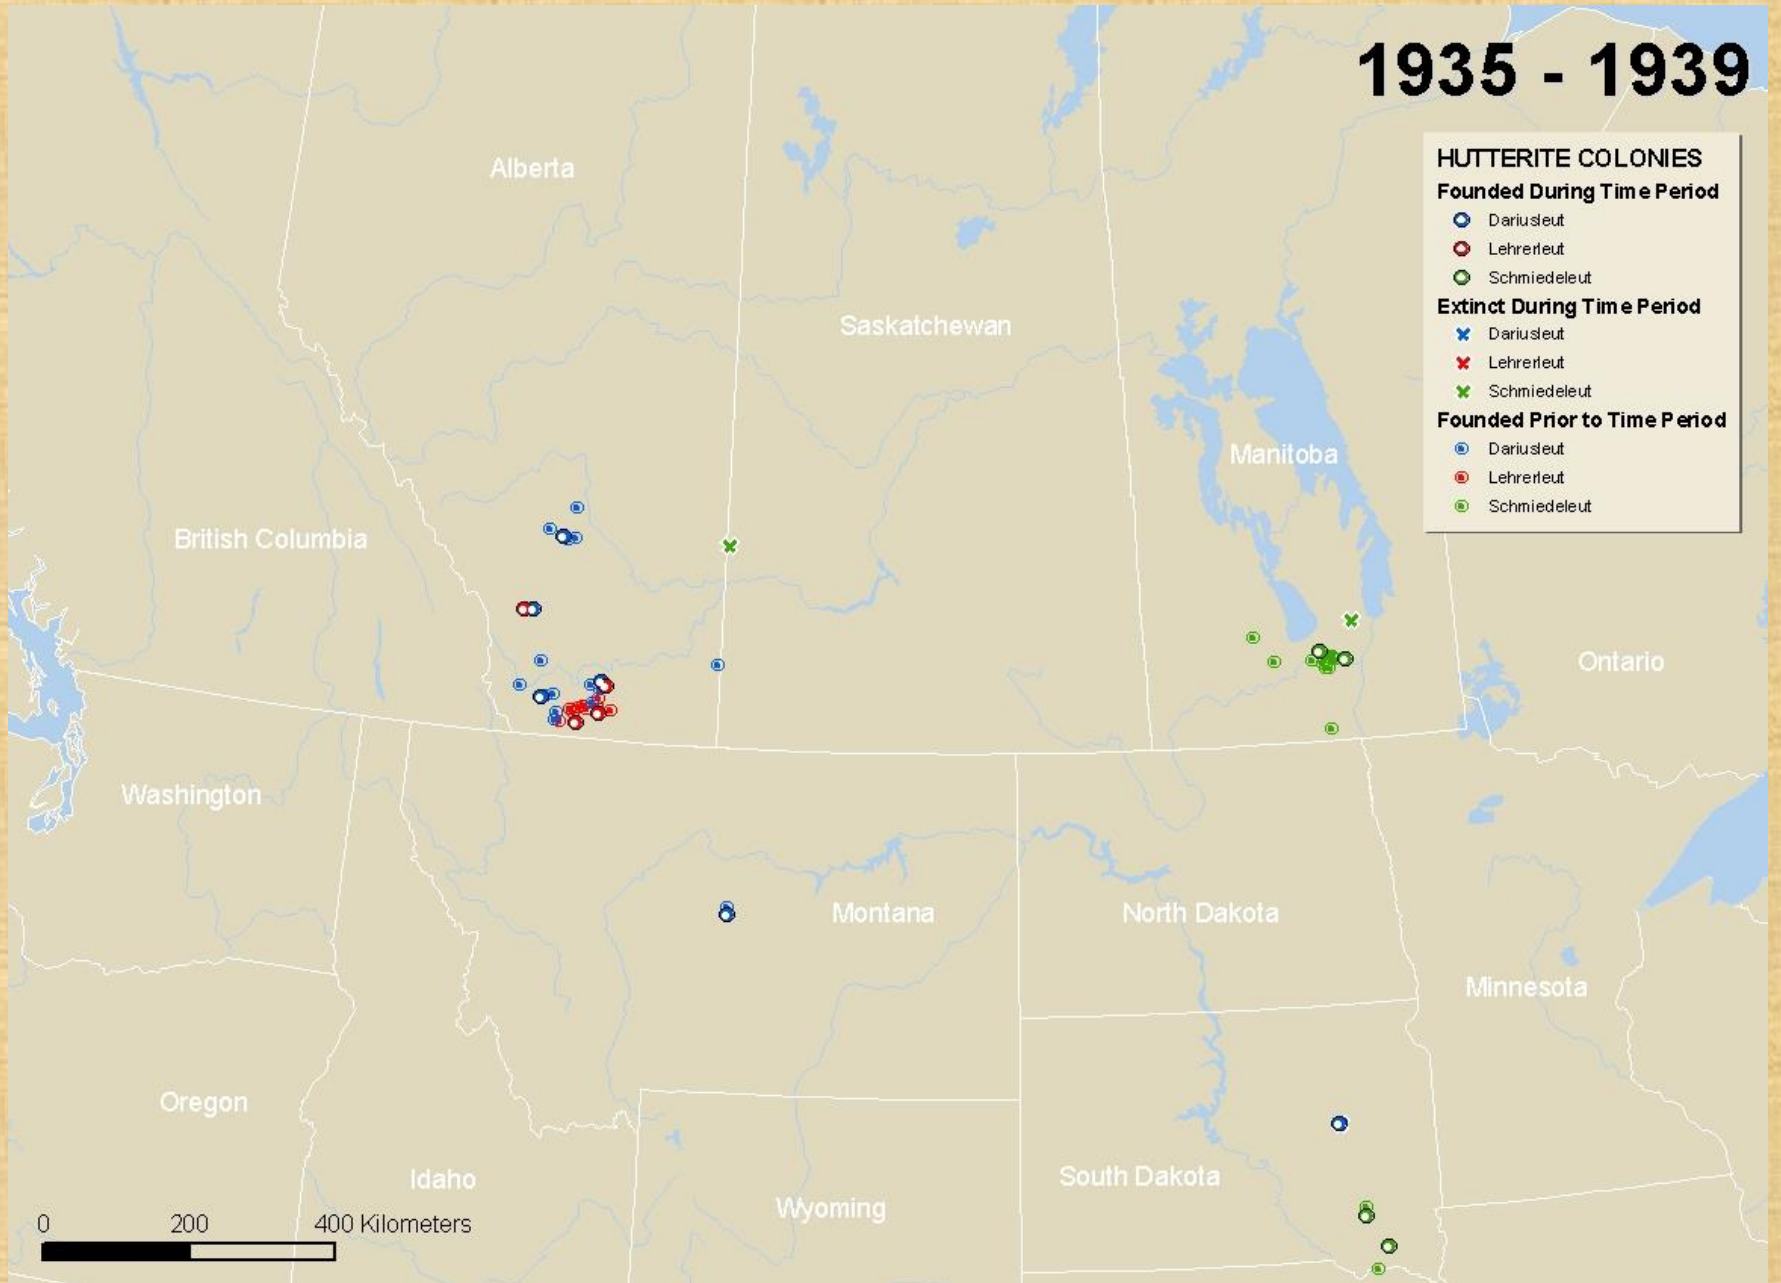 1935 - 1939
HUTTERITE COLONIES
Founded During Time Period
Dariusleut
Lehrerleut
Schmiedeleut
Extinct During Time Period
Dariusleut
Lehrerleut
Schmiedeleut
Founded Prior to Time Period
Dariusleut
Lehrerleut
Schmiedeleut
Alberta
Saskatchewan
Manitoba
British Columbia
Ontario
Washington
Montana
North Dakota
Minnesota
Oregon
Idaho
Wyoming
South Dakota
0 200 400 Kilometers